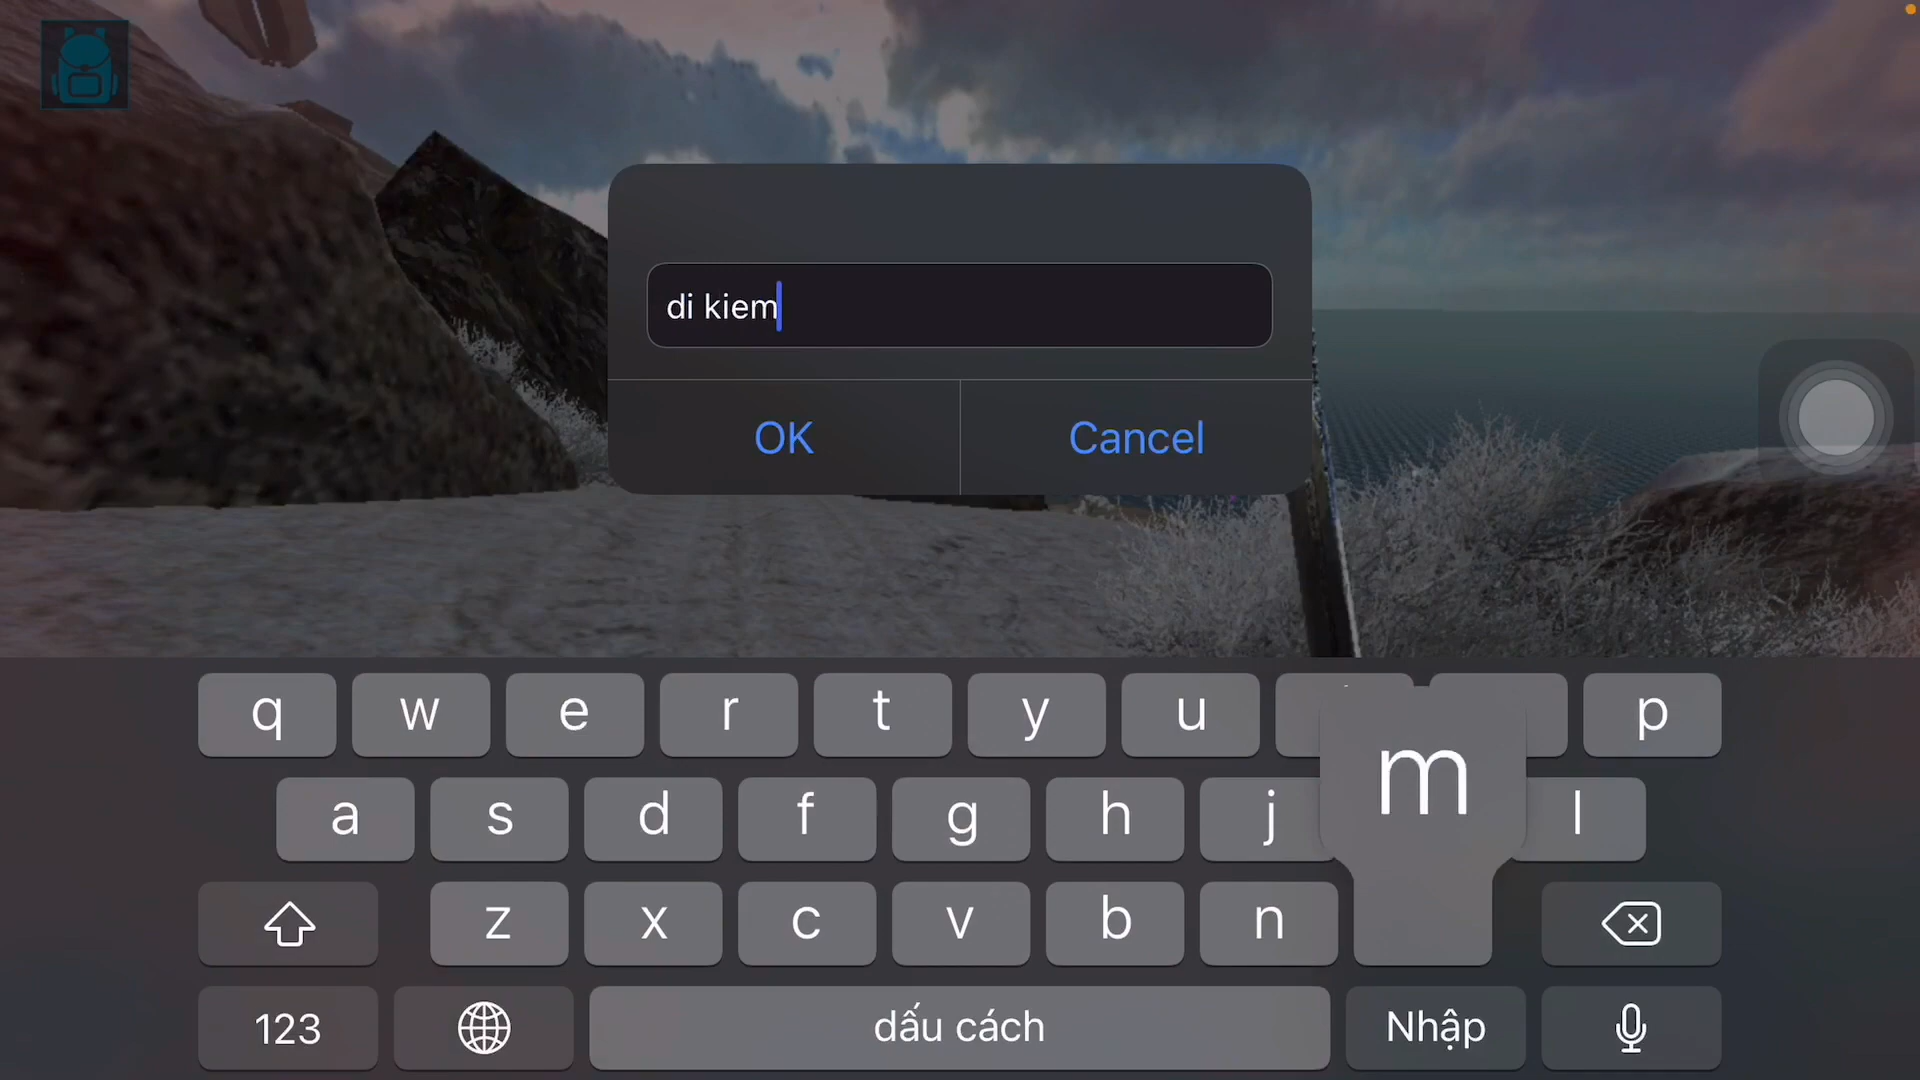 di kiem
OK Cancel
q w e r t y u p
a s d f g h j m l
z x c v b n
123 dấu cách Nhập